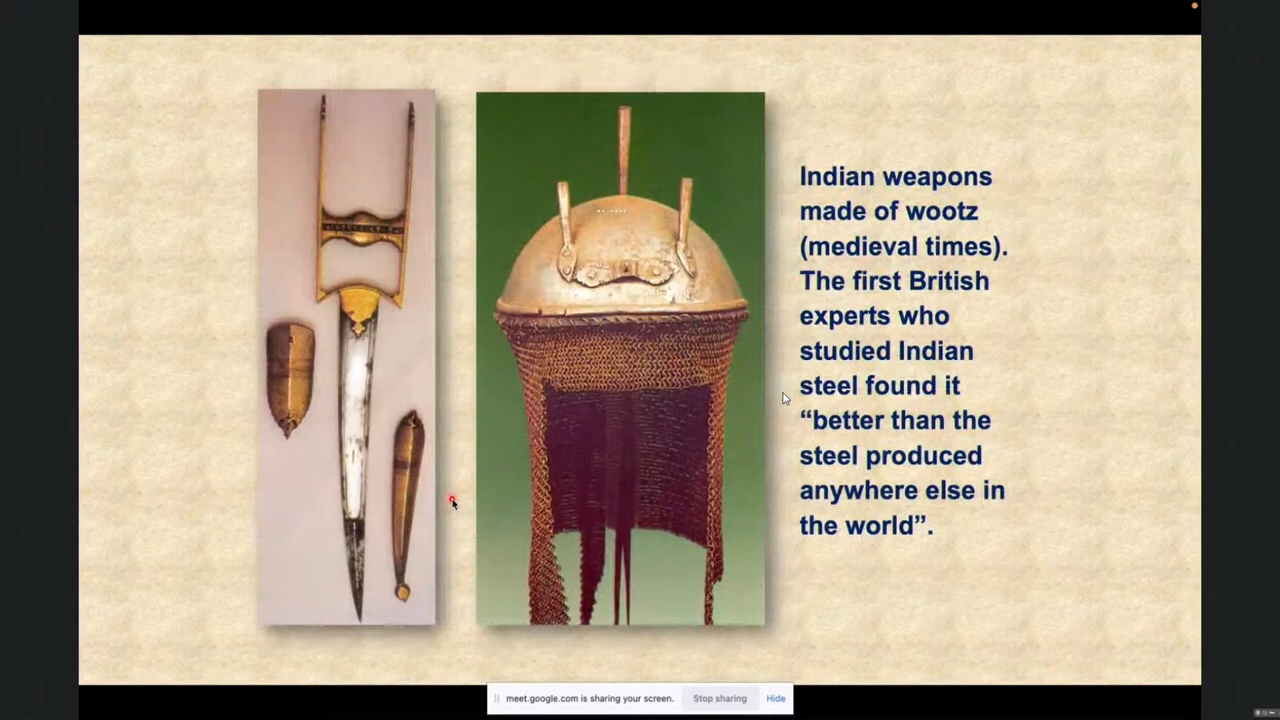 Indian weapons
made of wootz
(medieval times).
The first British
experts who
studied Indian
steel found it
“better than the
steel produced
anywhere else in
the world”.
meet.google.com is sharing your screen. Stop sharing Hide